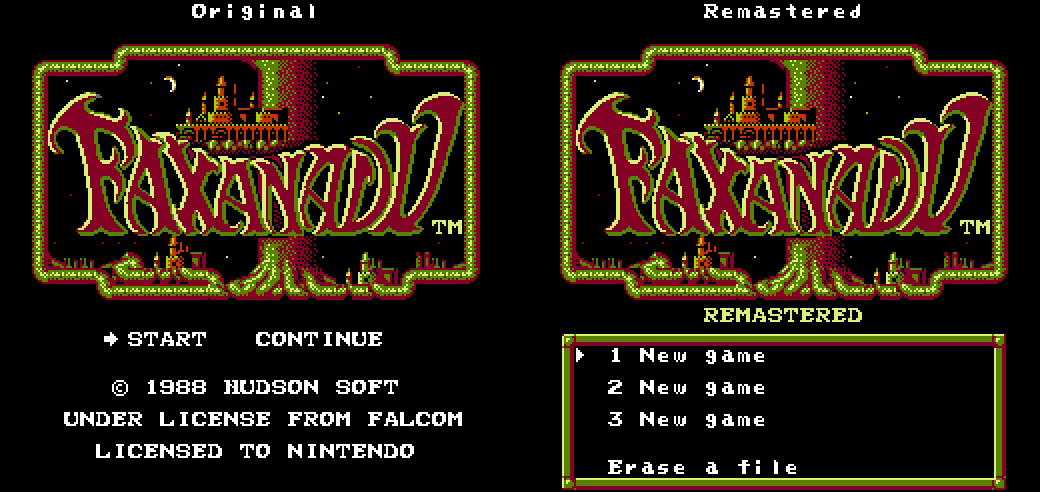 Original
FAXANADU
TM
START CONTINUE
© 1988 HUDSON SOFT
UNDER LICENSE FROM FALCOM
LICENSED TO NINTENDO
Remastered
FAXANADU
TM
REMASTERED
1 New game
2 New game
3 New game
Erase a file